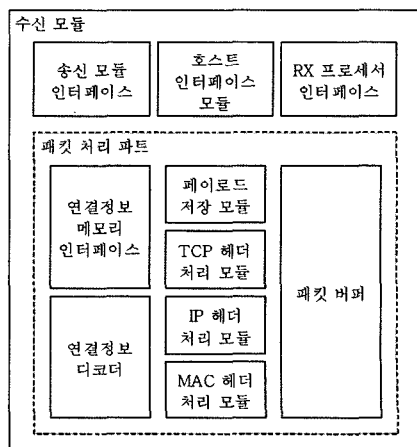 수신 모듈
송신 모듈
인터페이스
호스트
인터페이스
모듈
RX 프로세서
인터페이스
패킷 처리 파트
연결정보
메모리
인터페이스
페이로드
저장 모듈
TCP 헤더
처리 모듈
패킷 버퍼
연결정보
디코더
IP 헤더
처리 모듈
MAC 헤더
처리 모듈